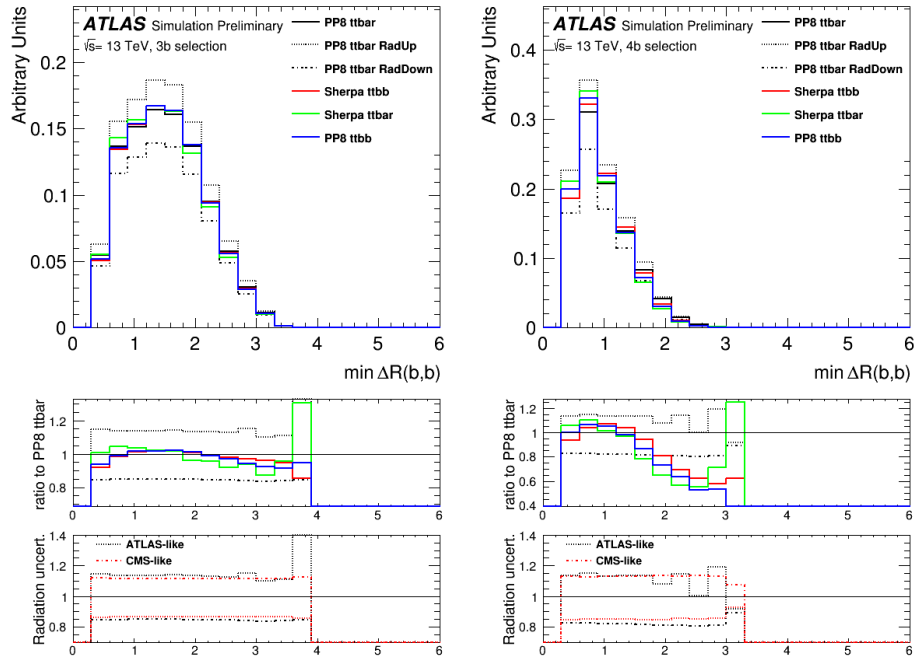 ATLAS Simulation Preliminary
√s= 13 TeV, 3b selection
PP8 ttbar
PP8 ttbar RadUp
PP8 ttbar RadDown
Sherpa ttbb
Sherpa ttbar
PP8 ttbb
Arbitrary Units
0.2
0.15
0.1
0.05
0
0 1 2 3 4 5 6
min ΔR(b,b)
ratio to PP8 ttbar
1.2
1
0.8
0 1 2 3 4 5 6
Radiation uncert.
1.4
1.2
1
0.8
ATLAS-like
CMS-like
0 1 2 3 4 5 6
ATLAS Simulation Preliminary
√s= 13 TeV, 4b selection
PP8 ttbar
PP8 ttbar RadUp
PP8 ttbar RadDown
Sherpa ttbb
Sherpa ttbar
PP8 ttbb
Arbitrary Units
0.4
0.3
0.2
0.1
0
0 1 2 3 4 5 6
min ΔR(b,b)
ratio to PP8 ttbar
1.2
1
0.8
0.6
0.4
0 1 2 3 4 5 6
Radiation uncert.
1.4
1.2
1
0.8
ATLAS-like
CMS-like
0 1 2 3 4 5 6